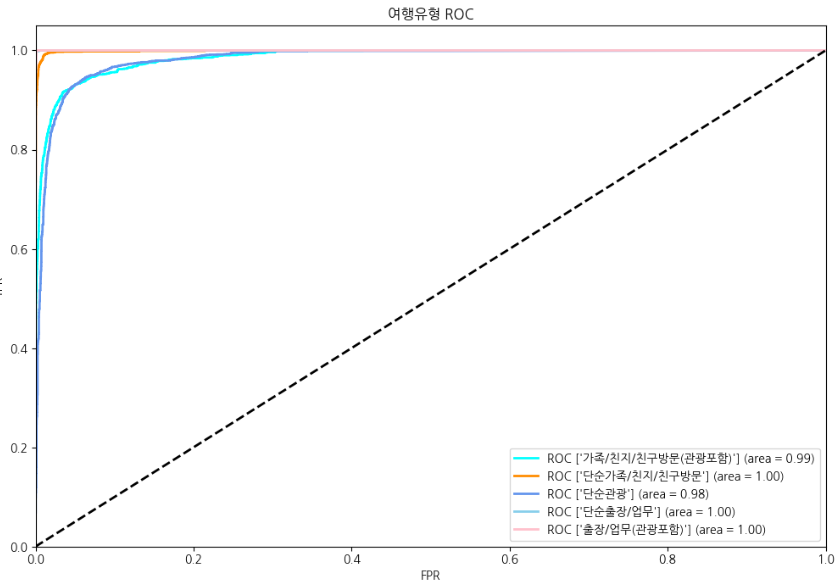 여행유형 ROC
1.0
0.8
0.6
0.4
0.2
0.0
0.0 0.2 0.4 0.6 0.8 1.0
FPR
ROC ['가족/친지/친구방문(관광포함)'] (area = 0.99)
ROC ['단순가족/친지/친구방문'] (area = 1.00)
ROC ['단순관광'] (area = 0.98)
ROC ['단순출장/업무'] (area = 1.00)
ROC ['출장/업무(관광포함)'] (area = 1.00)